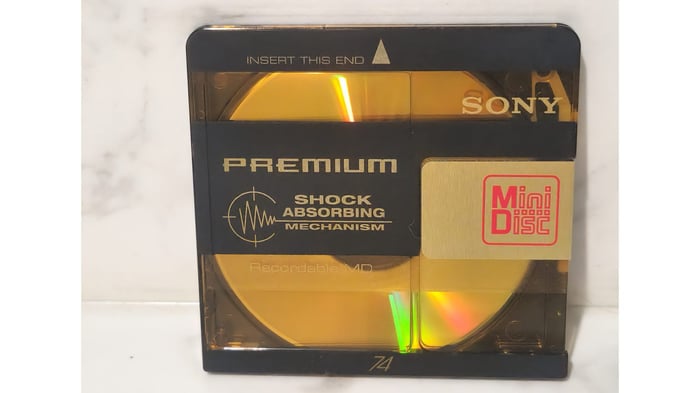 INSERT THIS END
SONY
PREMIUM
SHOCK
ABSORBING
MECHANISM
Mini
Disc
Recordable MD
74